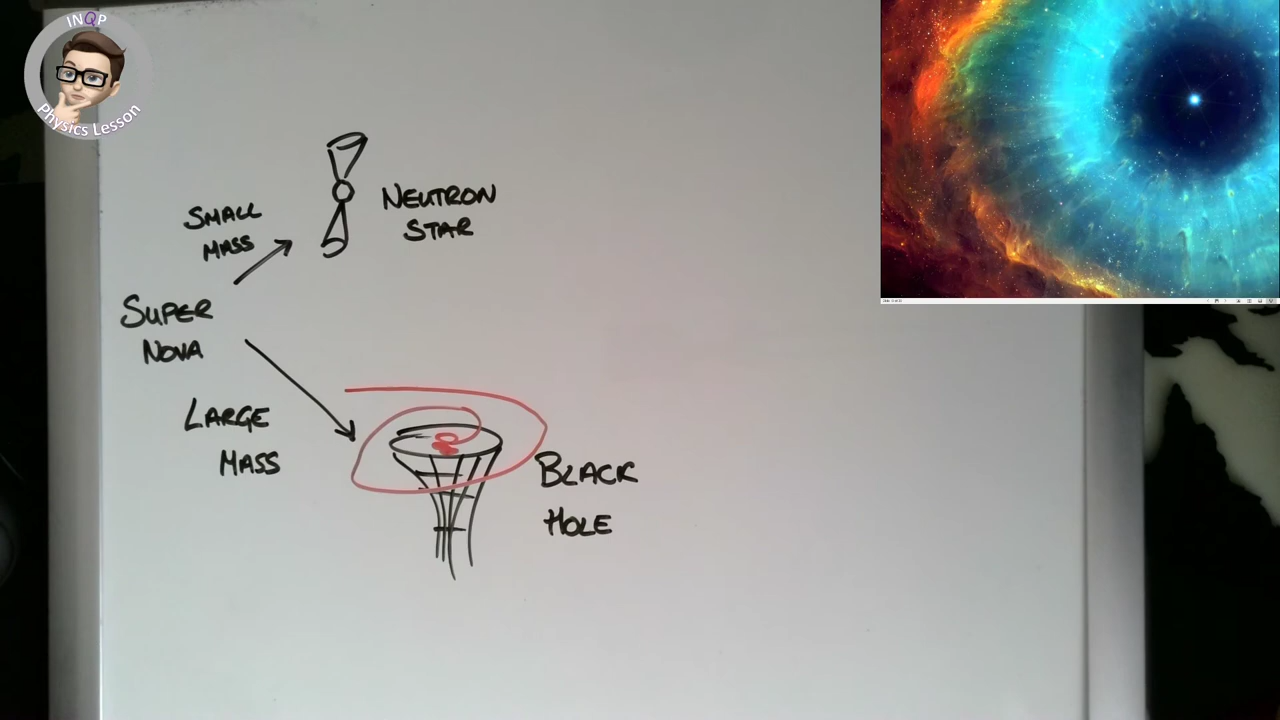 INQP
Physics Lesson
NEUTRON
STAR
SMALL
MASS
SUPER
NOVA
LARGE
MASS
BLACK
HOLE